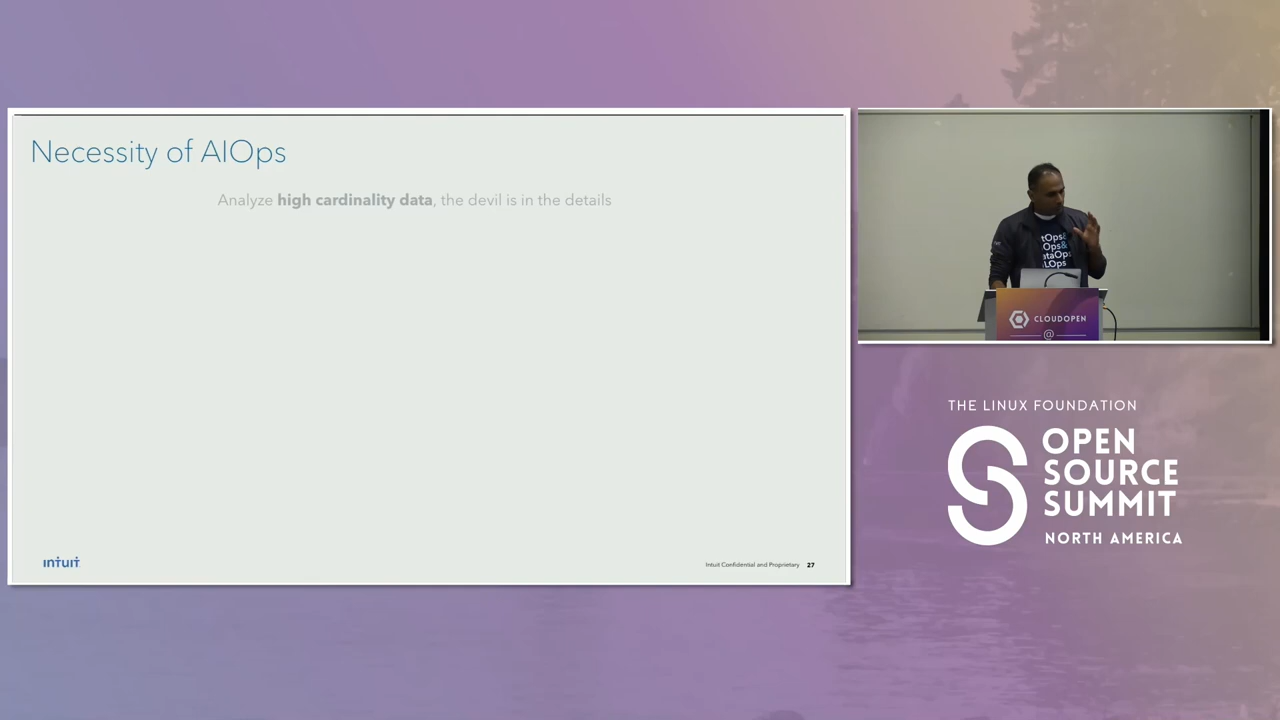 Necessity of AIOps
Analyze high cardinality data, the devil is in the details
INTUIT
Intuit Confidential and Proprietary 27
CLOUDOPEN
@
THE LINUX FOUNDATION
OPEN
SOURCE
SUMMIT
NORTH AMERICA